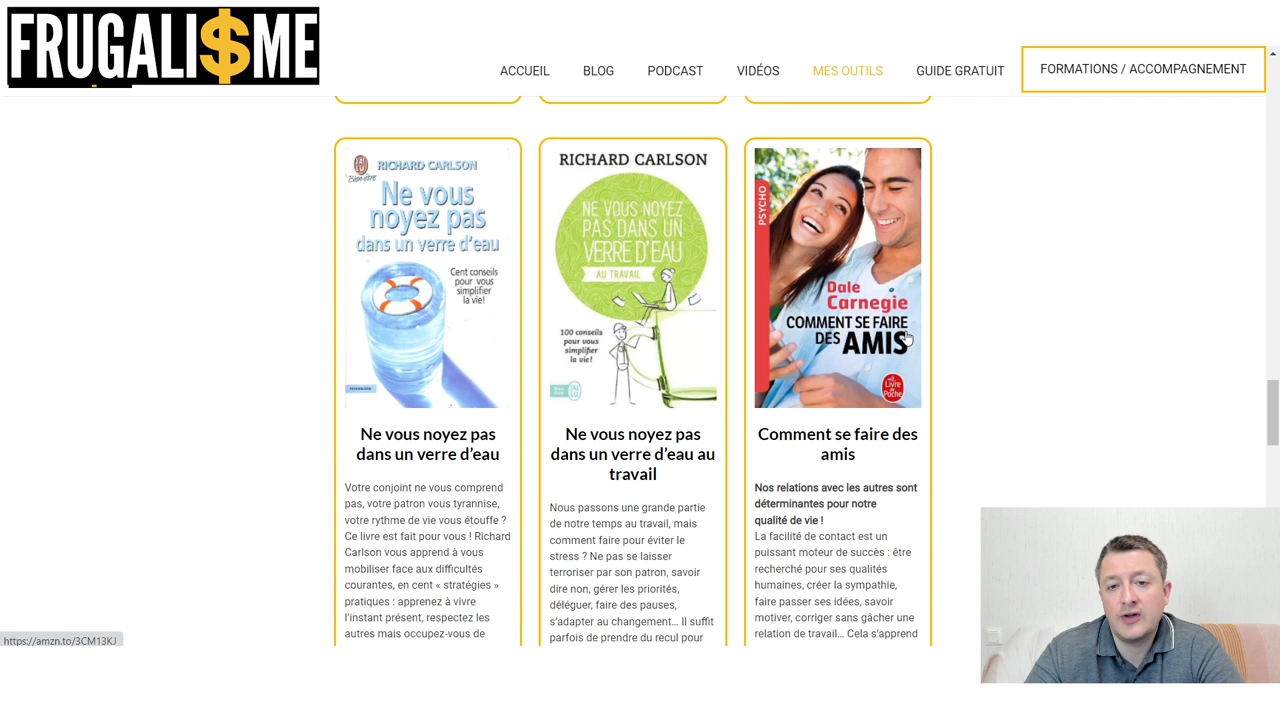 FRUGALI$ME
ACCUEIL
BLOG
PODCAST
VIDÉOS
MES OUTILS
GUIDE GRATUIT
FORMATIONS / ACCOMPAGNEMENT
RICHARD CARLSON
Ne vous
noyez pas
dans un verre d'eau
Cent conseils
pour vous
simplifier
la vie!
RICHARD CARLSON
NE VOUS NOYEZ
PAS DANS UN
VERRE D'EAU
AU TRAVAIL
100 conseils
pour vous
simplifier
la vie!
PSYCHO
Dale
Carnegie
COMMENT SE FAIRE
DES AMIS
Le
Livre
de
Poche
Ne vous noyez pas
dans un verre d'eau
Votre conjoint ne vous comprend
pas, votre patron vous tyrannise,
votre rythme de vie vous étouffe ?
Ce livre est fait pour vous ! Richard
Carlson vous apprend à vous
mobiliser face aux difficultés
courantes, en cent « stratégies »
pratiques : apprenez à vivre
l'instant présent, respectez les
autres mais occupez-vous de
Ne vous noyez pas
dans un verre d'eau au
travail
Nous passons une grande partie
de notre temps au travail, mais
comment faire pour éviter le
stress ? Ne pas se laisser
terroriser par son patron, savoir
dire non, gérer les priorités,
déléguer, faire des pauses,
s'adapter au changement... Il suffit
parfois de prendre du recul pour
Comment se faire des
amis
Nos relations avec les autres sont
déterminantes pour notre
qualité de vie !
La facilité de contact est un
puissant moteur de succès : être
recherché pour ses qualités
humaines, créer la sympathie,
faire passer ses idées, savoir
motiver, corriger sans gâcher une
relation de travail... Cela s'apprend
https://amzn.to/3CM13KJ